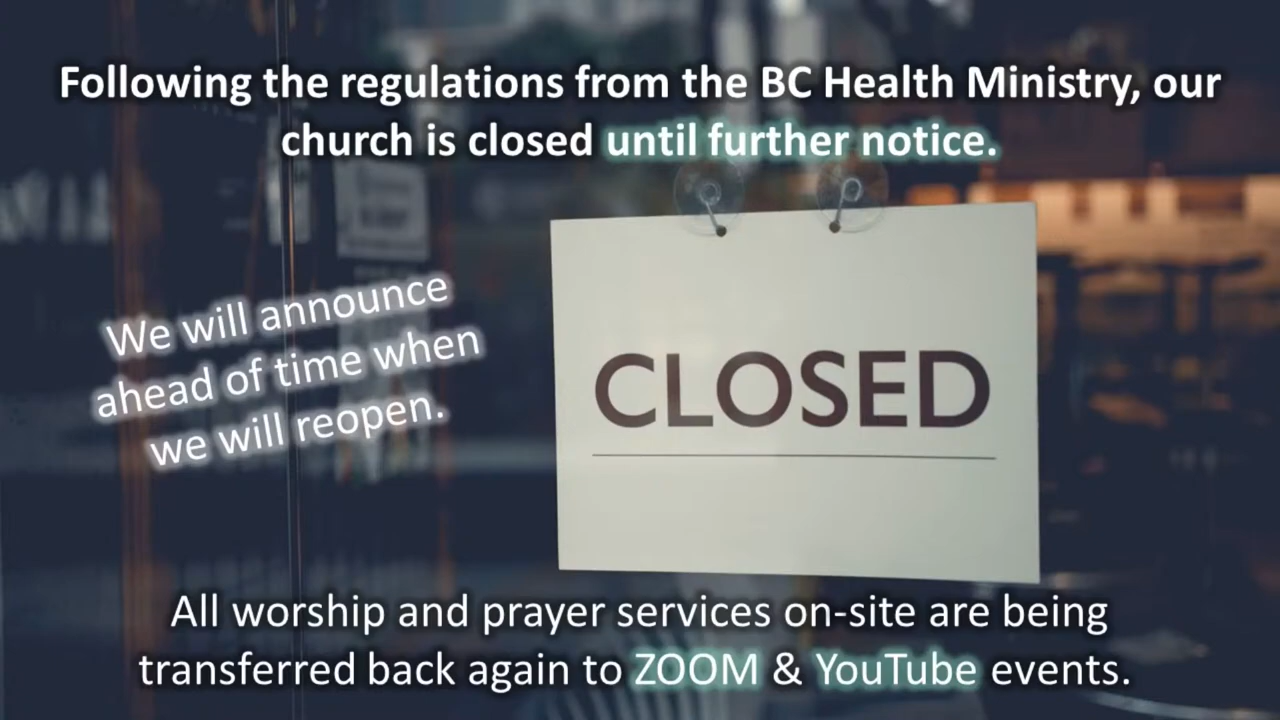 Following the regulations from the BC Health Ministry, our
church is closed until further notice.
We will announce
ahead of time when
we will reopen.
CLOSED
All worship and prayer services on-site are being
transferred back again to ZOOM & YouTube events.